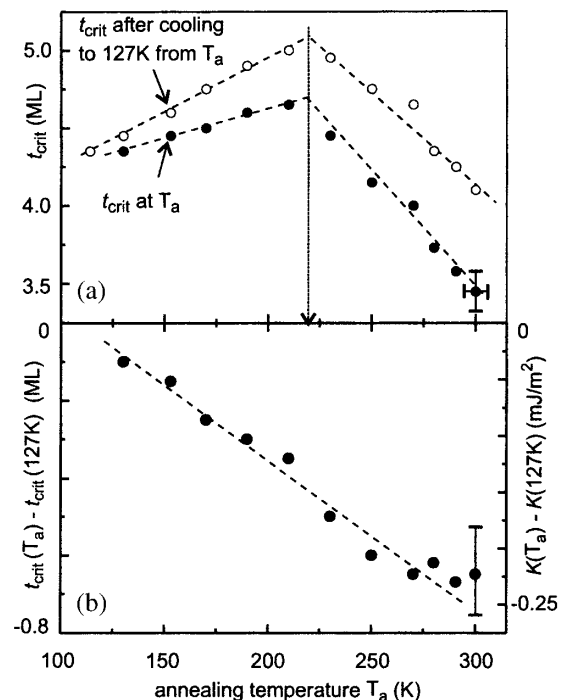 t_crit after cooling
to 127K from T_a
5.0
t_crit (ML)
4.0
t_crit at T_a
3.5
(a)
0
0
t_crit(T_a) - t_crit(127K) (ML)
K(T_a) - K(127K) (mJ/m²)
(b)
-0.25
-0.8
100 150 200 250 300
annealing temperature T_a (K)